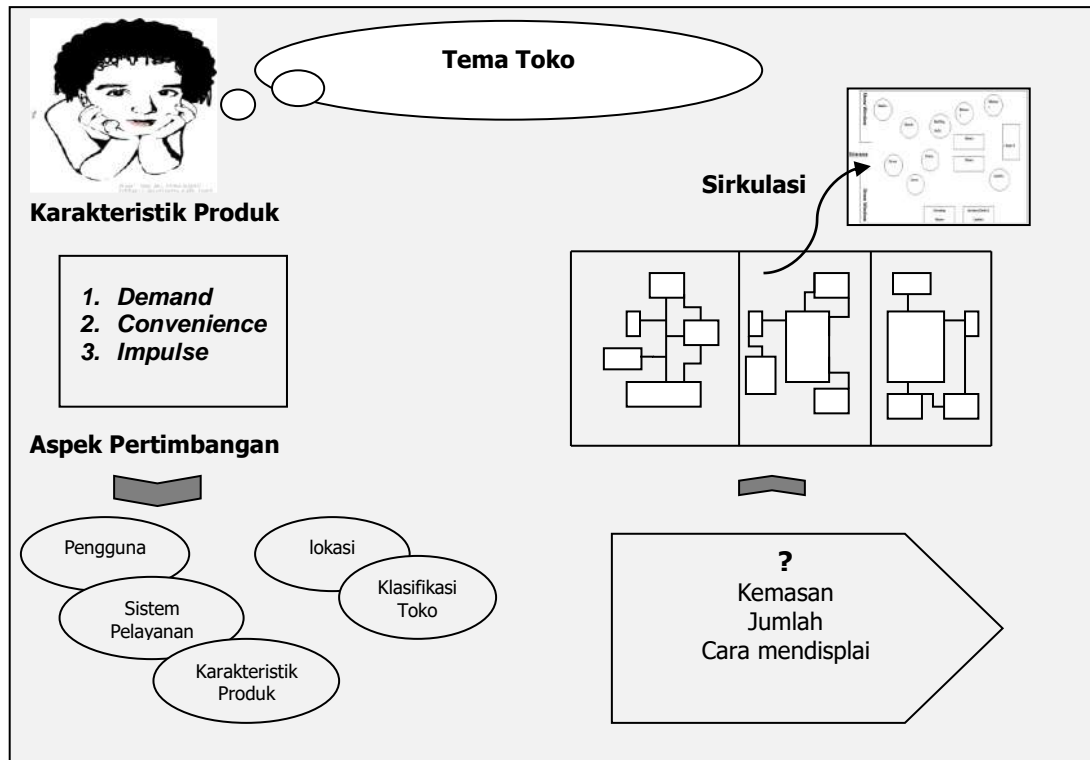 Tema Toko
Sirkulasi
Karakteristik Produk
1. Demand
2. Convenience
3. Impulse
Aspek Pertimbangan
Pengguna
lokasi
Sistem
Pelayanan
Klasifikasi
Toko
Karakteristik
Produk
?
Kemasan
Jumlah
Cara mendisplai